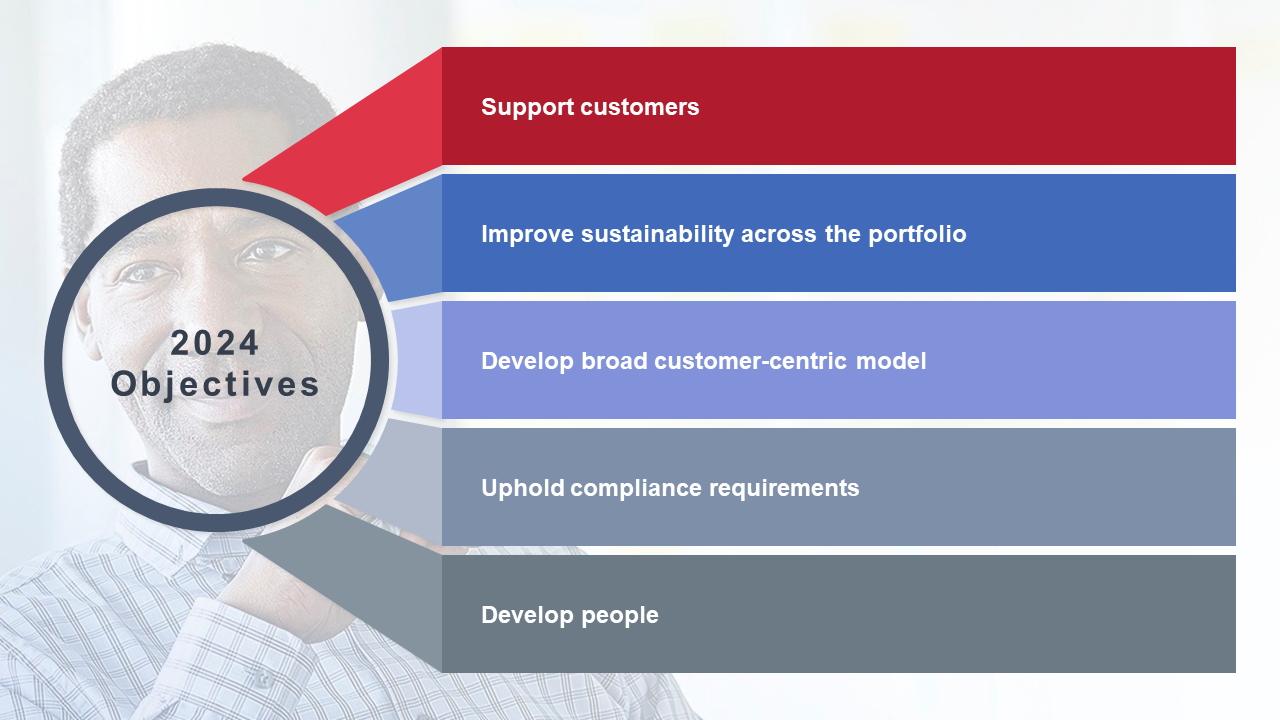 2024
Objectives
Support customers
Improve sustainability across the portfolio
Develop broad customer-centric model
Uphold compliance requirements
Develop people